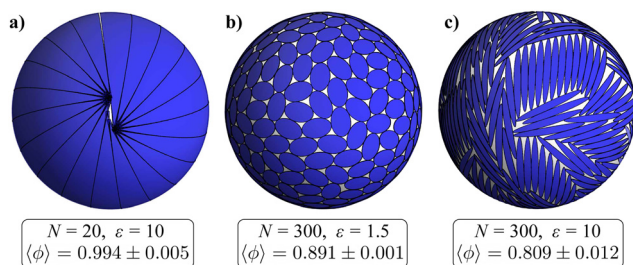 a)
b)
c)
N = 20, ε = 10
⟨ϕ⟩ = 0.994 ± 0.005
N = 300, ε = 1.5
⟨ϕ⟩ = 0.891 ± 0.001
N = 300, ε = 10
⟨ϕ⟩ = 0.809 ± 0.012